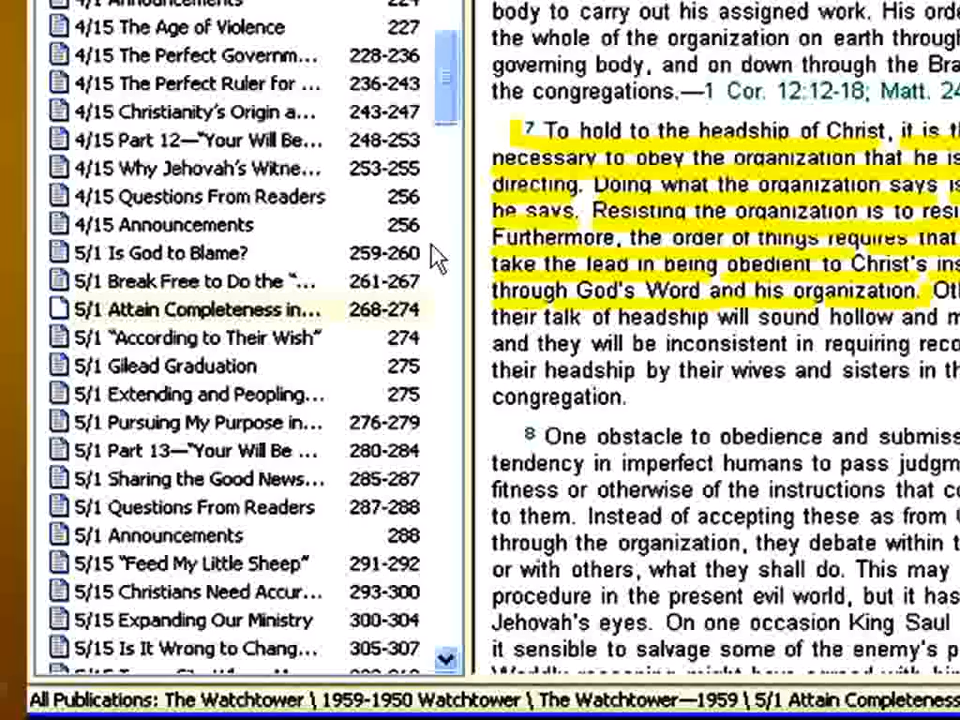 5/1 Announcements 224
4/15 The Age of Violence 227
4/15 The Perfect Governm... 228-236
4/15 The Perfect Ruler for ... 236-243
4/15 Christianity's Origin a... 243-247
4/15 Part 12—"Your Will Be... 248-253
4/15 Why Jehovah's Witne... 253-255
4/15 Questions From Readers 256
4/15 Announcements 256
5/1 Is God to Blame? 259-260
5/1 Break Free to Do the "... 261-267
5/1 Attain Completeness in... 268-274
5/1 "According to Their Wish" 274
5/1 Gilead Graduation 275
5/1 Extending and Peopling... 275
5/1 Pursuing My Purpose in... 276-279
5/1 Part 13—"Your Will Be ... 280-284
5/1 Sharing the Good News... 285-287
5/1 Questions From Readers 287-288
5/1 Announcements 288
5/15 "Feed My Little Sheep" 291-292
5/15 Christians Need Accur... 293-300
5/15 Expanding Our Ministry 300-304
5/15 Is It Wrong to Chang... 305-307
body to carry out his assigned work. His orde
the whole of the organization on earth through
governing body, and on down through the Bra
the congregations.—1 Cor. 12:12-18; Matt. 24
7 To hold to the headship of Christ, it is th
necessary to obey the organization that he is
directing. Doing what the organization says is
he says. Resisting the organization is to resi
Furthermore, the order of things requires that
take the lead in being obedient to Christ's ins
through God's Word and his organization. Oth
their talk of headship will sound hollow and m
and they will be inconsistent in requiring reco
their headship by their wives and sisters in th
congregation.
8 One obstacle to obedience and submiss
tendency in imperfect humans to pass judgm
fitness or otherwise of the instructions that co
to them. Instead of accepting these as from
through the organization, they debate within t
or with others, what they shall do. This may
procedure in the present evil world, but it has
Jehovah's eyes. On one occasion King Saul
it sensible to salvage some of the enemy's p
All Publications: The Watchtower \ 1959-1950 Watchtower \ The Watchtower—1959 \ 5/1 Attain Completeness